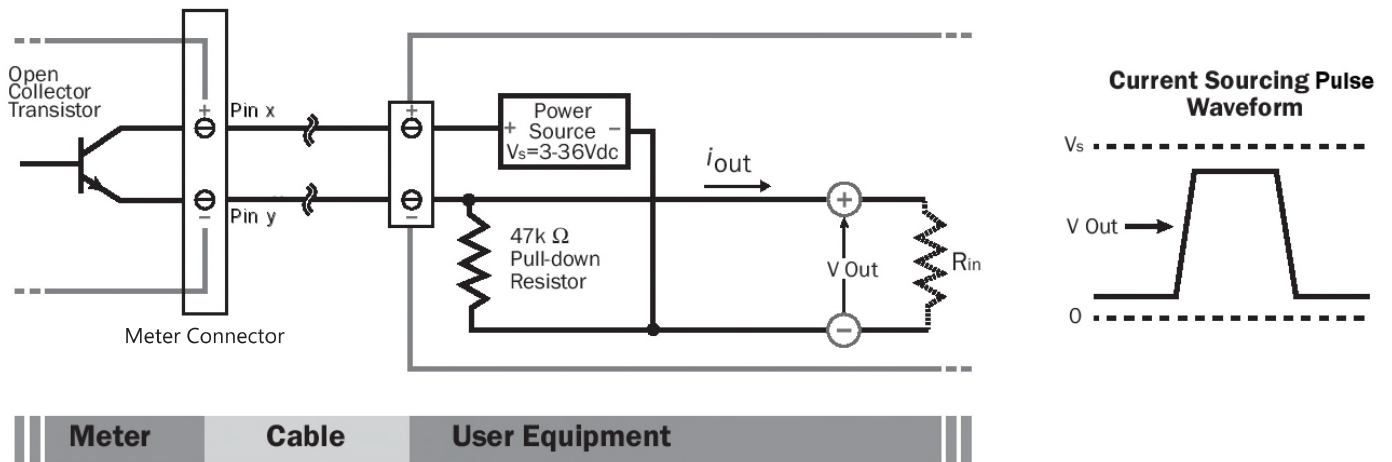 Open
Collector
Transistor
+
Pin x
−
Pin y
Meter Connector
+
−
+ Power −
Source
Vs=3-36Vdc
47k Ω
Pull-down
Resistor
iout
+
V Out
−
Rin
Current Sourcing Pulse
Waveform
Vs
V Out
0
Meter
Cable
User Equipment